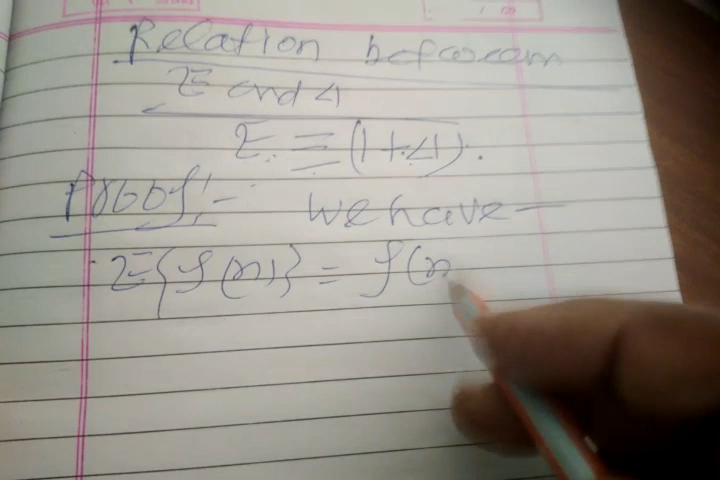 Relation between
E and Δ
E ≡ (1+Δ).
Proof:- We have -
E{f(x)} = f(x